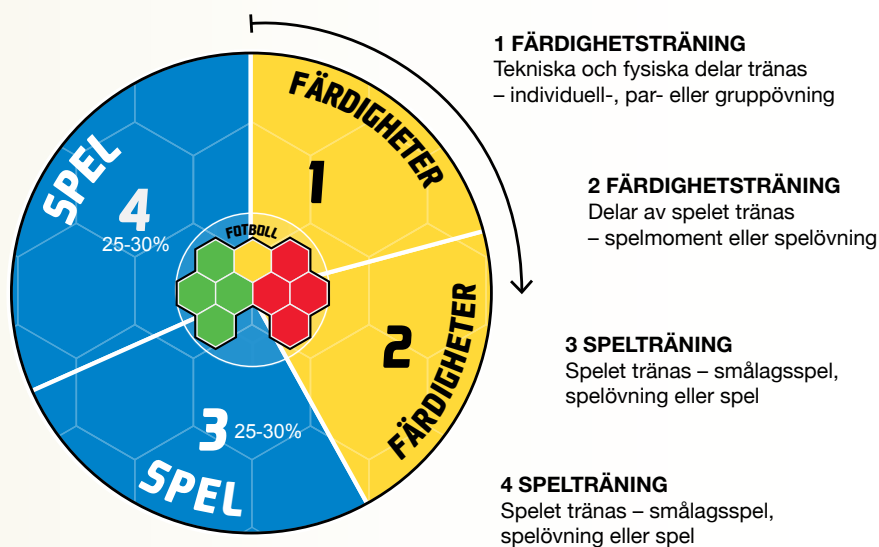 1 FÄRDIGHETSTRÄNING
Tekniska och fysiska delar tränas
– individuell-, par- eller gruppövning
2 FÄRDIGHETSTRÄNING
Delar av spelet tränas
– spelmoment eller spelövning
3 SPELTRÄNING
Spelet tränas – smålagsspel,
spelövning eller spel
4 SPELTRÄNING
Spelet tränas – smålagsspel,
spelövning eller spel
FÄRDIGHETER
1
FÄRDIGHETER
2
3 25-30%
SPEL
SPEL
4
25-30%
FOTBOLL